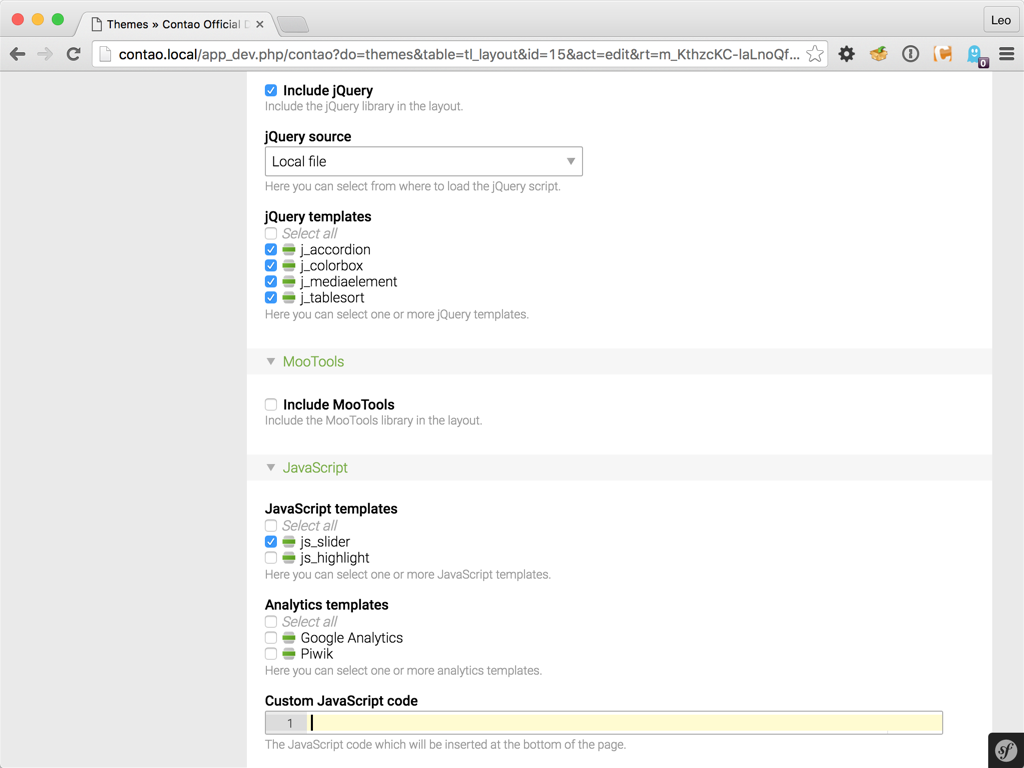 Themes » Contao Official D
Leo
contao.local/app_dev.php/contao?do=themes&table=tl_layout&id=15&act=edit&rt=m_KthzcKC-IaLnoQf...
0
Include jQuery
Include the jQuery library in the layout.
jQuery source
Local file
Here you can select from where to load the jQuery script.
jQuery templates
Select all
j_accordion
j_colorbox
j_mediaelement
j_tablesort
Here you can select one or more jQuery templates.
MooTools
Include MooTools
Include the MooTools library in the layout.
JavaScript
JavaScript templates
Select all
js_slider
js_highlight
Here you can select one or more JavaScript templates.
Analytics templates
Select all
Google Analytics
Piwik
Here you can select one or more analytics templates.
Custom JavaScript code
1
The JavaScript code which will be inserted at the bottom of the page.
sf